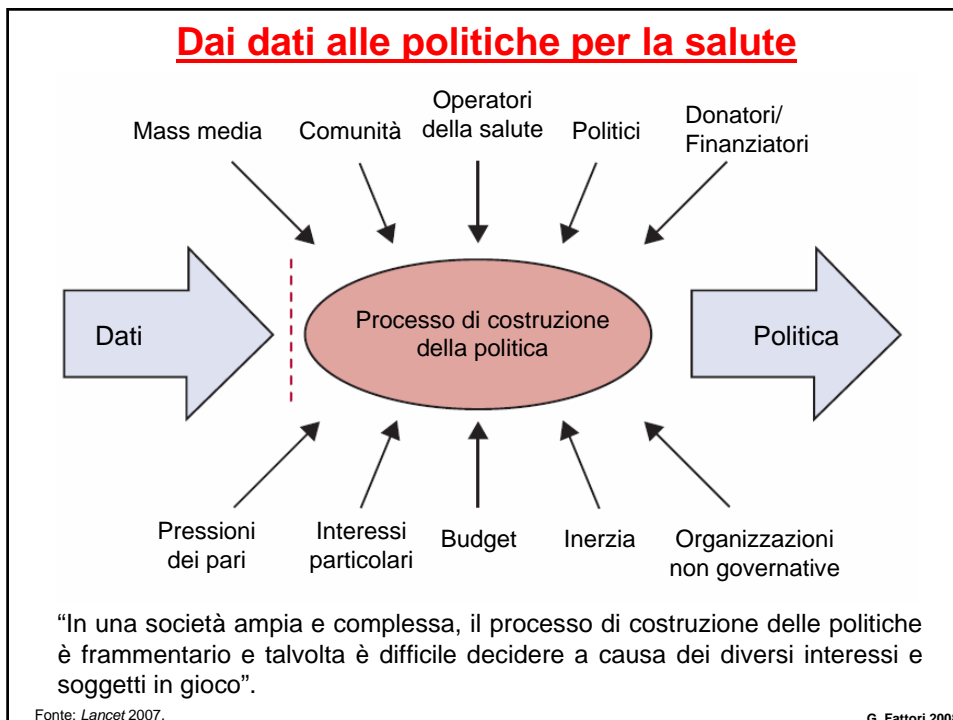 Dai dati alle politiche per la salute
Mass media
Comunità
Operatori
della salute
Politici
Donatori/
Finanziatori
Dati
Processo di costruzione
della politica
Politica
Pressioni
dei pari
Interessi
particolari
Budget
Inerzia
Organizzazioni
non governative
“In una società ampia e complessa, il processo di costruzione delle politiche
è frammentario e talvolta è difficile decidere a causa dei diversi interessi e
soggetti in gioco”.
Fonte: Lancet 2007.
G. Fattori 2008